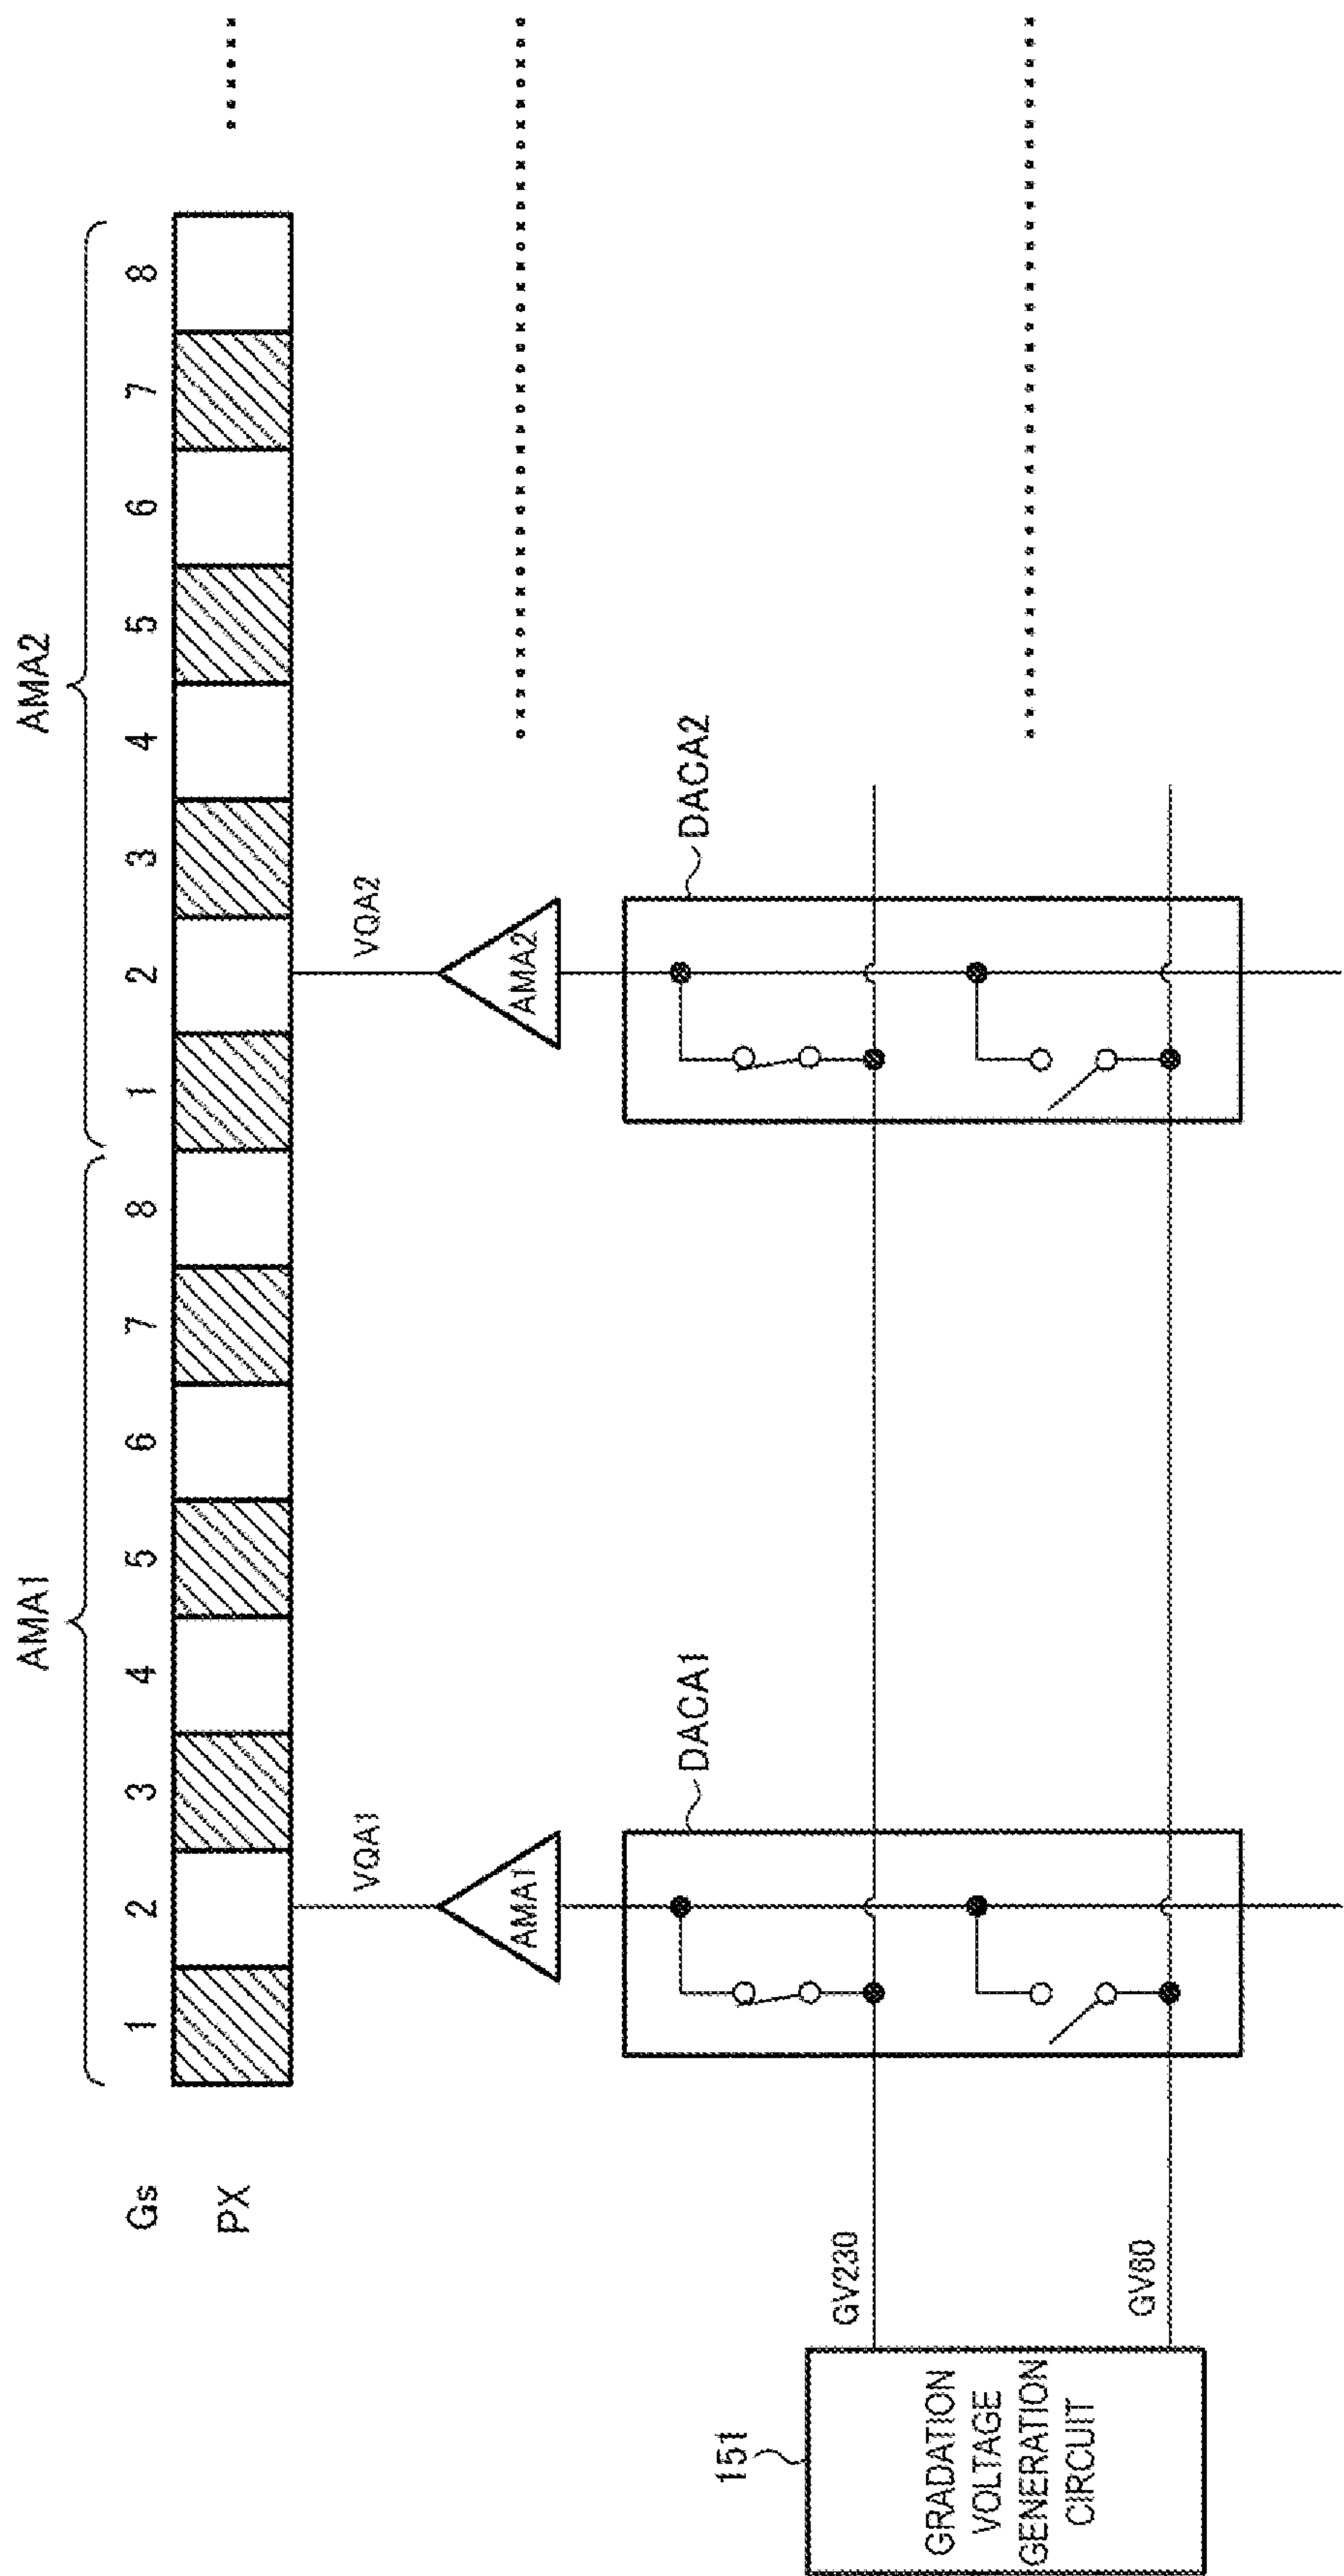 AMA1
AMA2
Gs 1 2 3 4 5 6 7 8 1 2 3 4 5 6 7 8
PX
VQA1
VQA2
AMA1
AMA2
DACA1
DACA2
151
GV230
GV60
GRADATION
VOLTAGE
GENERATION
CIRCUIT